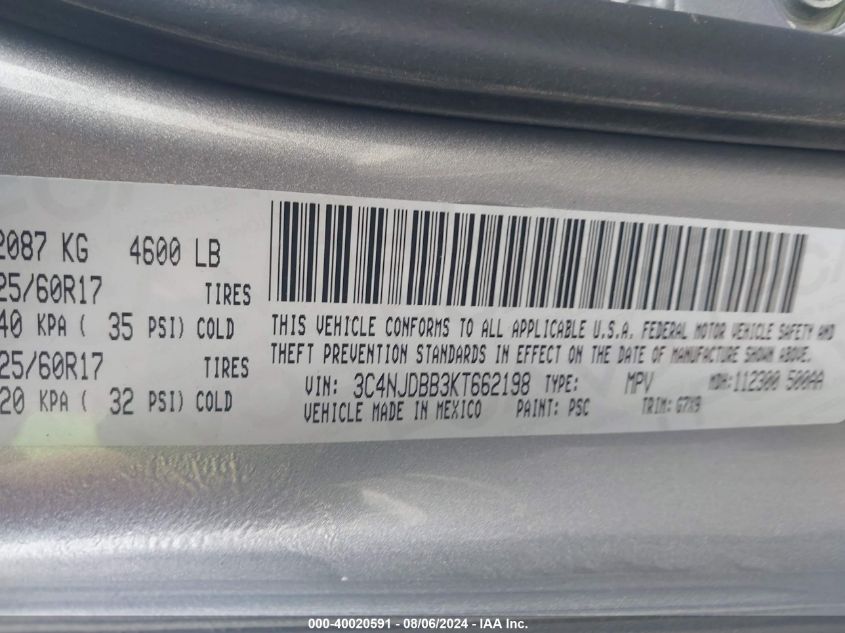 2087 KG 4600 LB
25/60R17 TIRES
40 KPA ( 35 PSI) COLD
25/60R17 TIRES
20 KPA ( 32 PSI) COLD
THIS VEHICLE CONFORMS TO ALL APPLICABLE U.S.A. FEDERAL MOTOR VEHICLE SAFETY AND
THEFT PREVENTION STANDARDS IN EFFECT ON THE DATE OF MANUFACTURE SHOWN ABOVE.
VIN: 3C4NJDBB3KT662198 TYPE: MPV MDH:112300 500AA
VEHICLE MADE IN MEXICO PAINT: PSC TRIM: G7X9
000-40020591 - 08/06/2024 - IAA Inc.